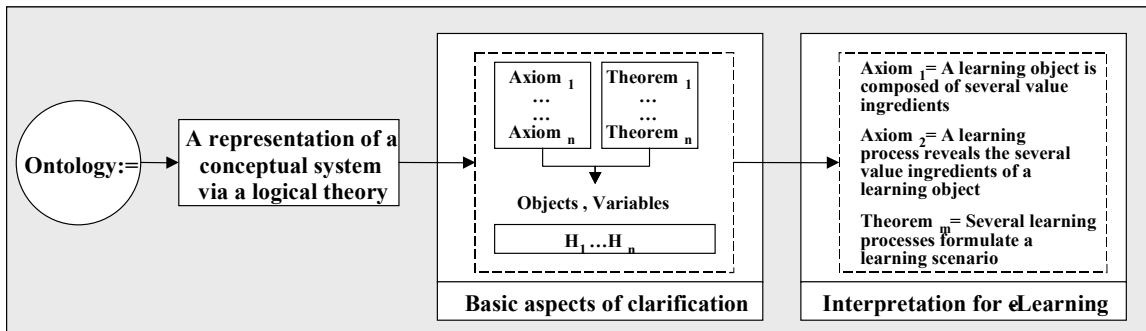 Ontology:=
A representation of a
conceptual system
via a logical theory
Axiom 1
…
…
Axiom n
Theorem 1
…
…
Theorem n
Objects , Variables
H1 …H n
Basic aspects of clarification
Axiom 1= A learning object is
composed of several value
ingredients
Axiom 2= A learning
process reveals the several
value ingredients of a
learning object
Theorem m= Several learning
processes formulate a
learning scenario
Interpretation for eLearning